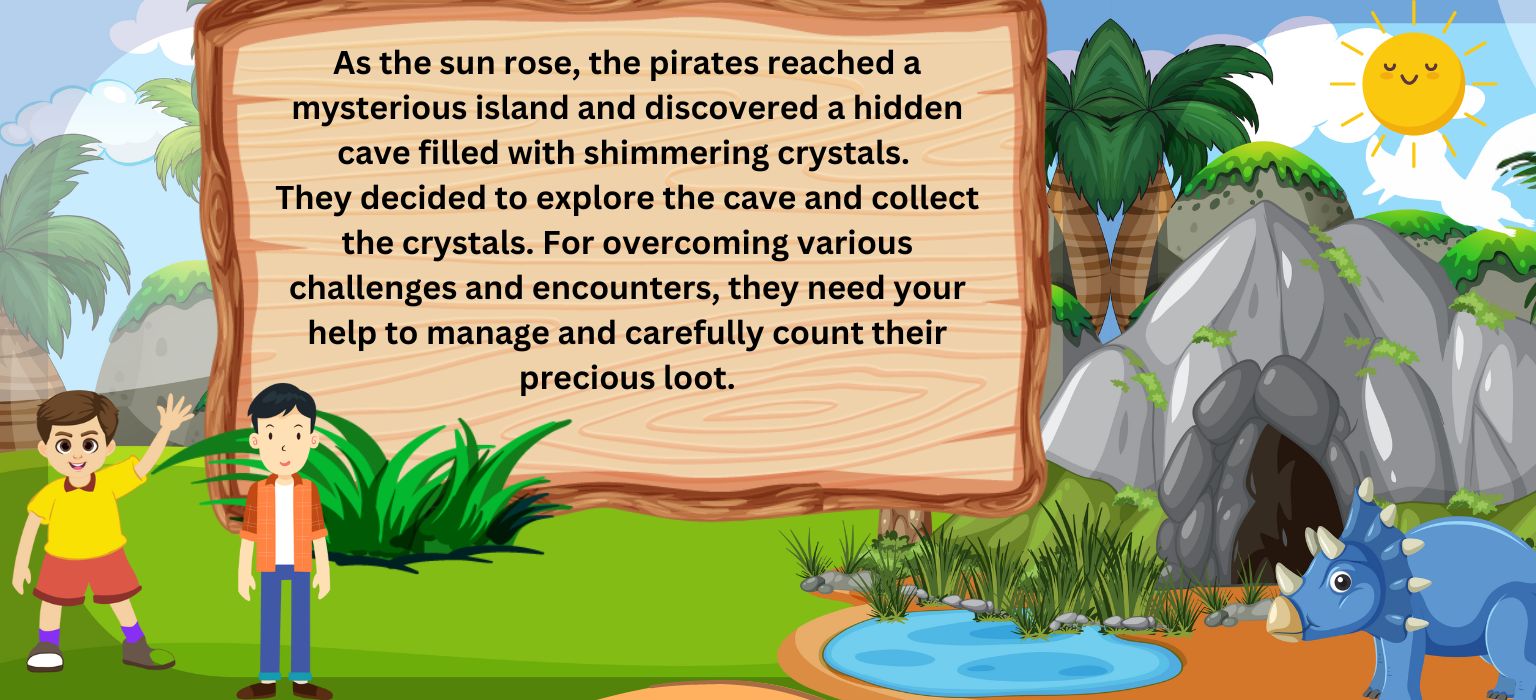 As the sun rose, the pirates reached a
mysterious island and discovered a hidden
cave filled with shimmering crystals.
They decided to explore the cave and collect
the crystals. For overcoming various
challenges and encounters, they need your
help to manage and carefully count their
precious loot.